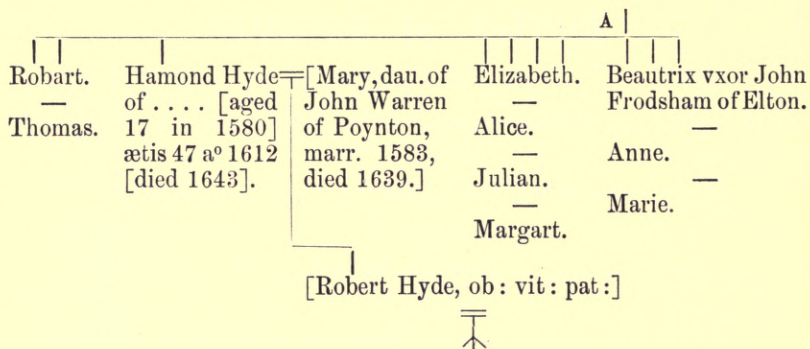 A
Robart.
—
Thomas.
Hamond Hyde
of . . . . [aged
17 in 1580]
ætis 47 aº 1612
[died 1643].
[Mary, dau. of
John Warren
of Poynton,
marr. 1583,
died 1639.]
Elizabeth.
—
Alice.
—
Julian.
—
Margart.
Beautrix vxor John
Frodsham of Elton.
—
Anne.
—
Marie.
[Robert Hyde, ob: vit: pat:]